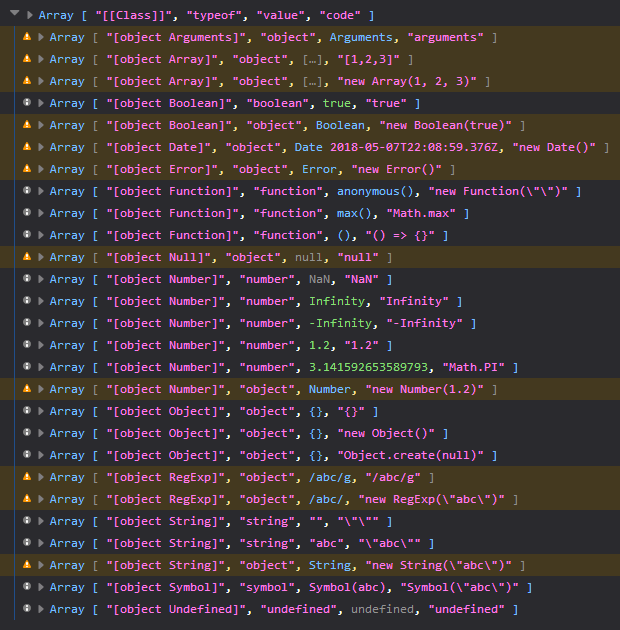 Array [ "[[Class]]", "typeof", "value", "code" ]
Array [ "[object Arguments]", "object", Arguments, "arguments" ]
Array [ "[object Array]", "object", […], "[1,2,3]" ]
Array [ "[object Array]", "object", […], "new Array(1, 2, 3)" ]
Array [ "[object Boolean]", "boolean", true, "true" ]
Array [ "[object Boolean]", "object", Boolean, "new Boolean(true)" ]
Array [ "[object Date]", "object", Date 2018-05-07T22:08:59.376Z, "new Date()" ]
Array [ "[object Error]", "object", Error, "new Error()" ]
Array [ "[object Function]", "function", anonymous(), "new Function(\"\")" ]
Array [ "[object Function]", "function", max(), "Math.max" ]
Array [ "[object Function]", "function", (), "() => {}" ]
Array [ "[object Null]", "object", null, "null" ]
Array [ "[object Number]", "number", NaN, "NaN" ]
Array [ "[object Number]", "number", Infinity, "Infinity" ]
Array [ "[object Number]", "number", -Infinity, "-Infinity" ]
Array [ "[object Number]", "number", 1.2, "1.2" ]
Array [ "[object Number]", "number", 3.141592653589793, "Math.PI" ]
Array [ "[object Number]", "object", Number, "new Number(1.2)" ]
Array [ "[object Object]", "object", {}, "{}" ]
Array [ "[object Object]", "object", {}, "new Object()" ]
Array [ "[object Object]", "object", {}, "Object.create(null)" ]
Array [ "[object RegExp]", "object", /abc/g, "/abc/g" ]
Array [ "[object RegExp]", "object", /abc/, "new RegExp(\"abc\")" ]
Array [ "[object String]", "string", "", "\"\"" ]
Array [ "[object String]", "string", "abc", "\"abc\"" ]
Array [ "[object String]", "object", String, "new String(\"abc\")" ]
Array [ "[object Symbol]", "symbol", Symbol(abc), "Symbol(\"abc\")" ]
Array [ "[object Undefined]", "undefined", undefined, "undefined" ]